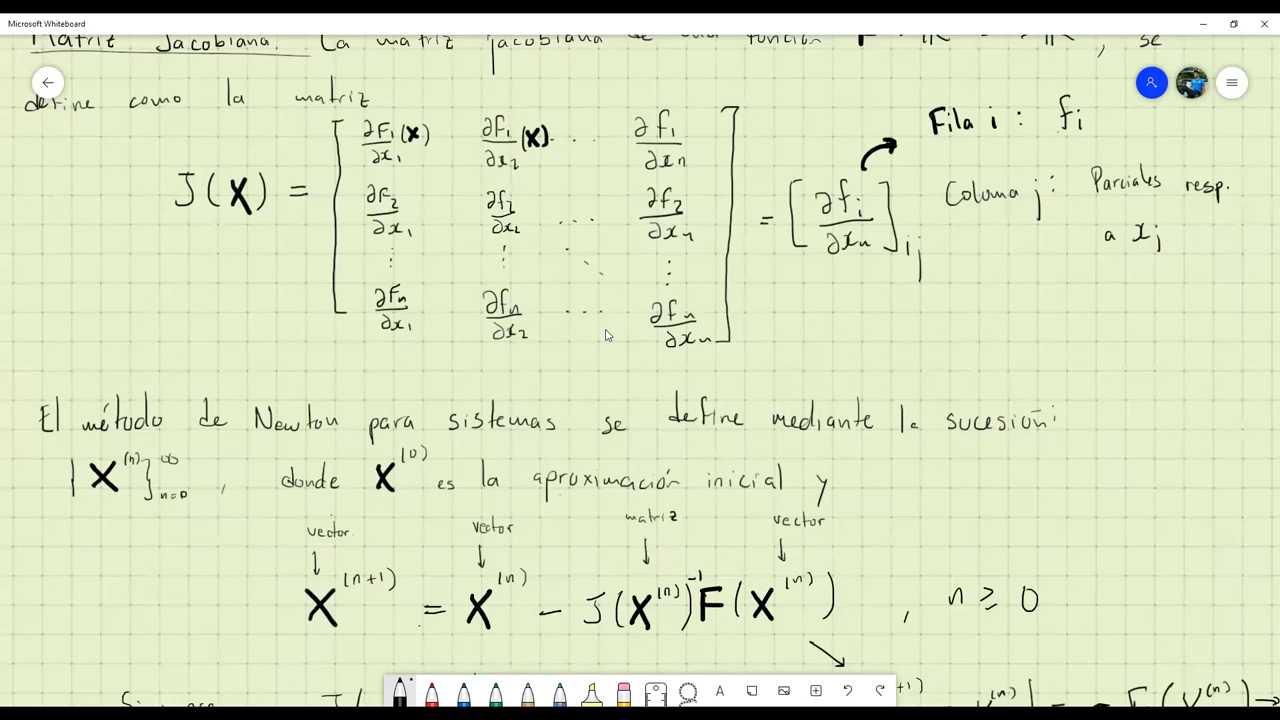 Microsoft Whiteboard
Matriz Jacobiana. La matriz jacobiana de función F : , se
define como la matriz
J(X) = [ ∂F₁/∂x₁ (X) ∂F₁/∂x₂ (X) ... ∂f₁/∂xₙ
∂F₂/∂x₁ ∂f₂/∂x₂ ... ∂f₂/∂xₙ
⋮ ⋮ ⋱ ⋮
∂Fₙ/∂x₁ ∂fₙ/∂x₂ ... ∂fₙ/∂xₙ ] = [ ∂fᵢ/∂xₙ ]ᵢⱼ
Fila i : fᵢ
Columa j : Parciales resp.
a xⱼ
El método de Newton para sistemas se define mediante la sucesión:
{X⁽ⁿ⁾}ₙ₌₀^∞ , donde X⁽⁰⁾ es la aproximación inicial y
vector vector matriz vector
X⁽ⁿ⁺¹⁾ = X⁽ⁿ⁾ - J(X⁽ⁿ⁾)⁻¹ F(X⁽ⁿ⁾) , n ≥ 0